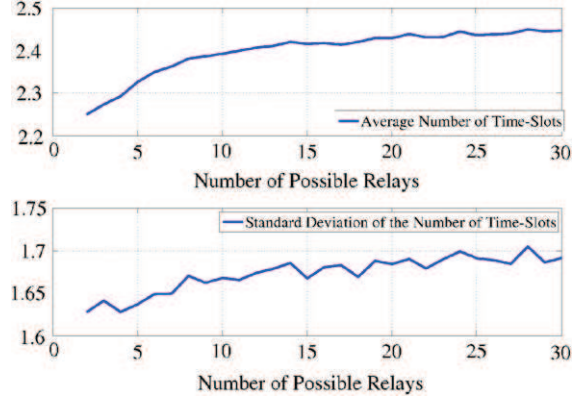 2.5
2.4
2.3
2.2
Average Number of Time-Slots
0 5 10 15 20 25 30
Number of Possible Relays
1.75
1.7
1.65
1.6
Standard Deviation of the Number of Time-Slots
0 5 10 15 20 25 30
Number of Possible Relays